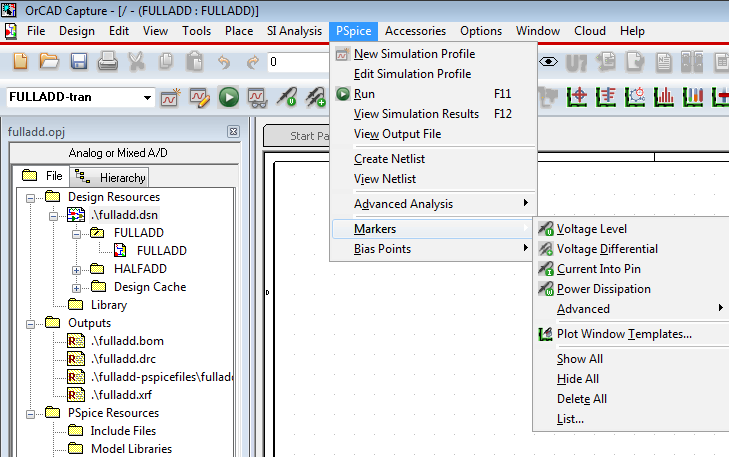 OrCAD Capture - [/ - (FULLADD : FULLADD)]
File Design Edit View Tools Place SI Analysis PSpice Accessories Options Window Cloud Help
0
U?
FULLADD-tran
New Simulation Profile
Edit Simulation Profile
Run F11
View Simulation Results F12
View Output File
Create Netlist
View Netlist
Advanced Analysis
Markers
Bias Points
Voltage Level
Voltage Differential
Current Into Pin
Power Dissipation
Advanced
Plot Window Templates...
Show All
Hide All
Delete All
List...
fulladd.opj
Start Pa
Analog or Mixed A/D
File Hierarchy
Design Resources
.\fulladd.dsn
FULLADD
FULLADD
HALFADD
Design Cache
Library
Outputs
.\fulladd.bom
.\fulladd.drc
.\fulladd-pspicefiles\fulladd
.\fulladd.xrf
PSpice Resources
Include Files
Model Libraries